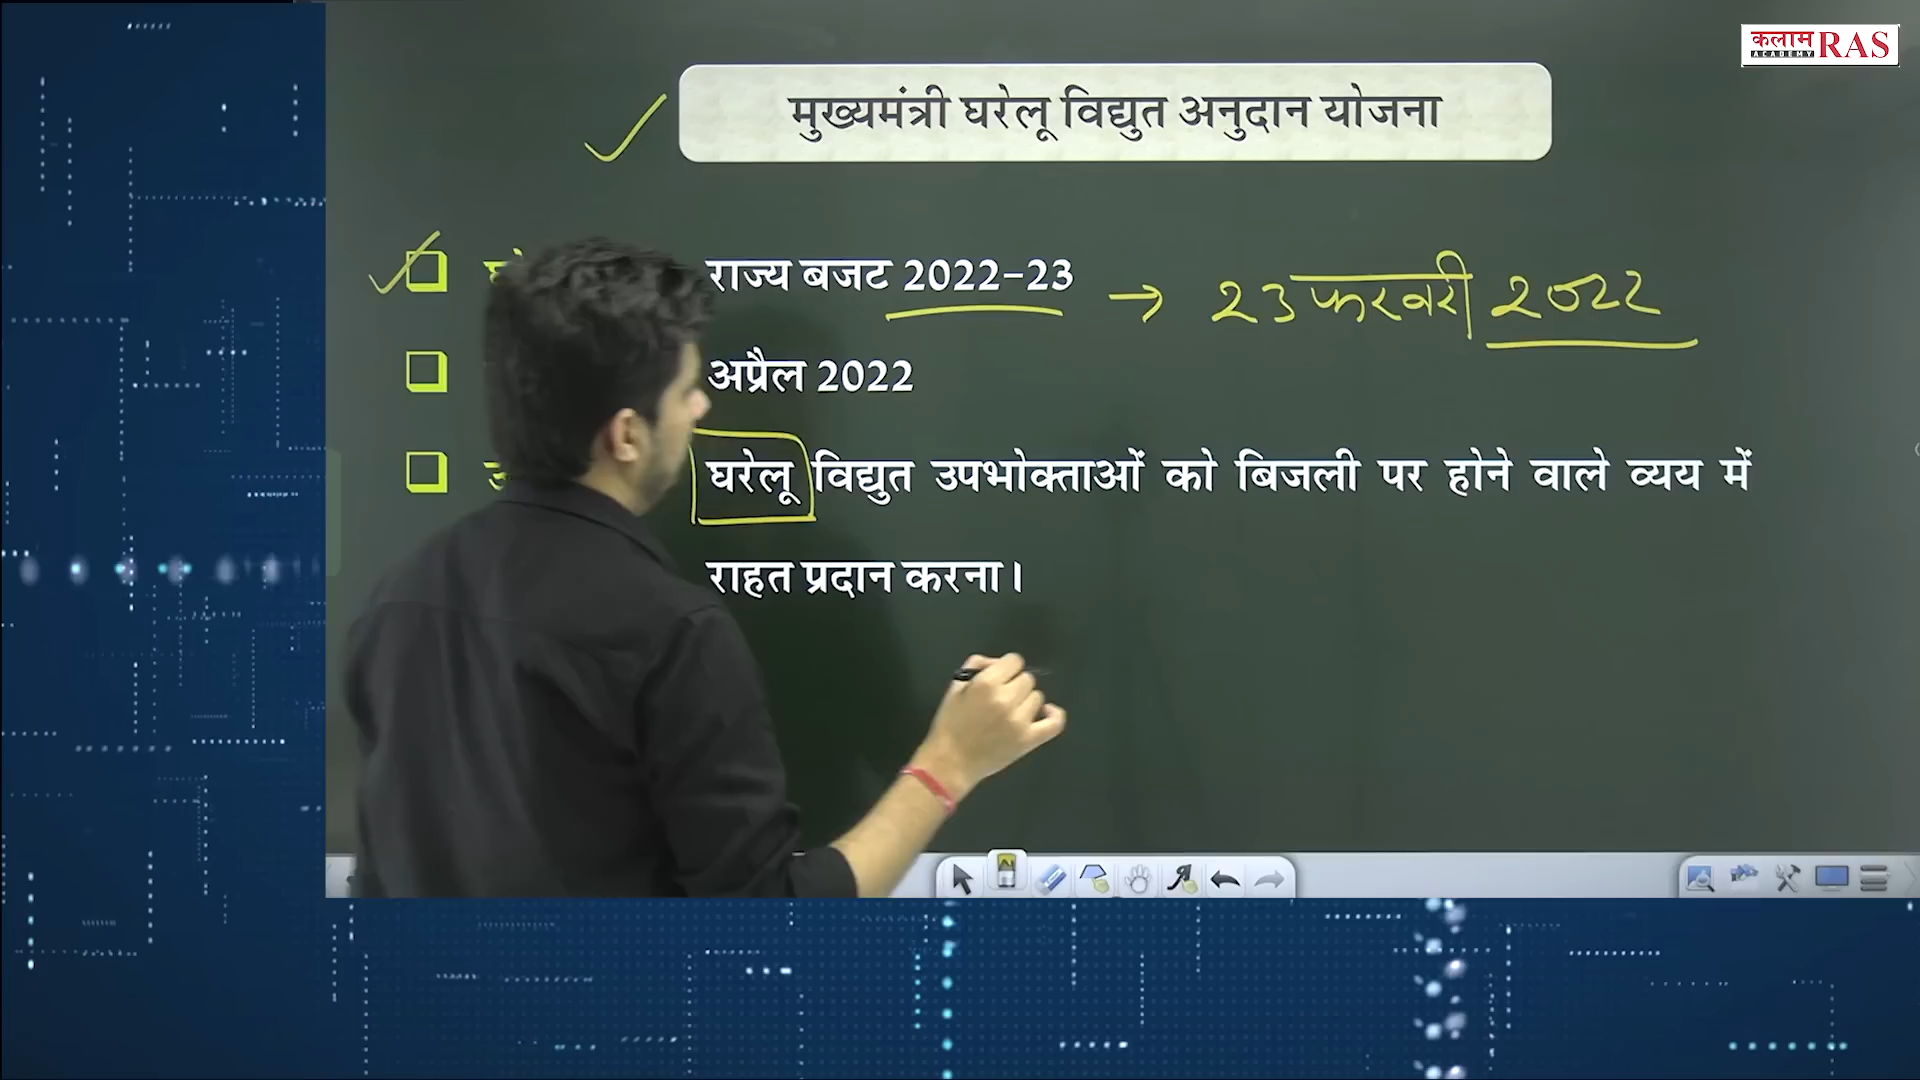 कलाम RAS
ACADEMY
मुख्यमंत्री घरेलू विद्युत अनुदान योजना
राज्य बजट 2022-23 → 23 फरवरी 2022
अप्रैल 2022
घरेलू विद्युत उपभोक्ताओं को बिजली पर होने वाले व्यय में
राहत प्रदान करना।